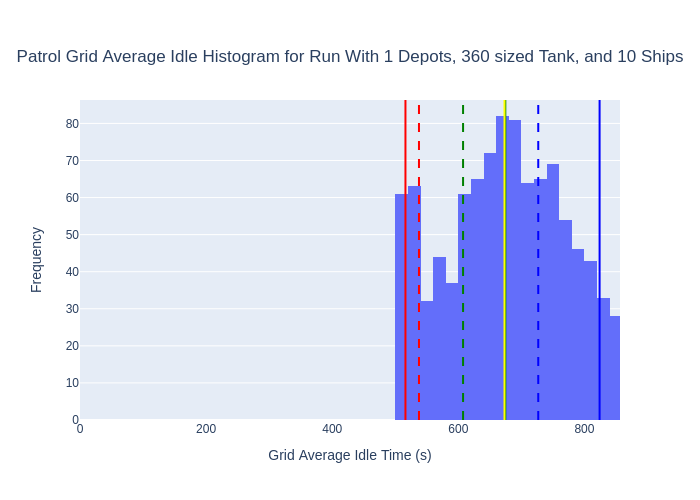 Patrol Grid Average Idle Histogram for Run With 1 Depots, 360 sized Tank, and 10 Ships
80
70
60
50
40
30
20
10
0
Frequency
0 200 400 600 800
Grid Average Idle Time (s)